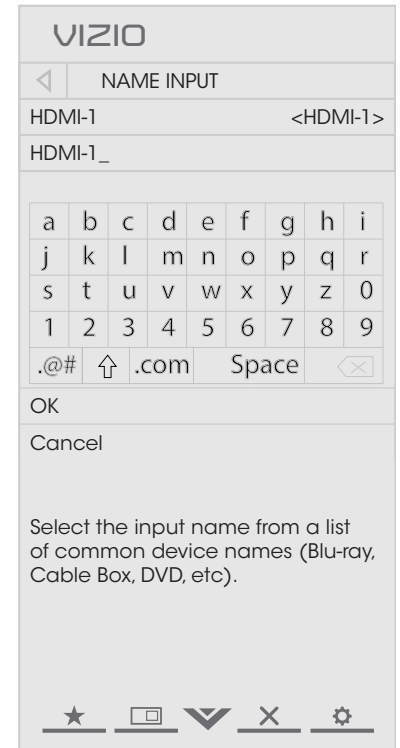 VIZIO
NAME INPUT
HDMI-1 <HDMI-1>
HDMI-1_
a b c d e f g h i
j k l m n o p q r
s t u v w x y z 0
1 2 3 4 5 6 7 8 9
.@# .com Space
OK
Cancel
Select the input name from a list
of common device names (Blu-ray,
Cable Box, DVD, etc).